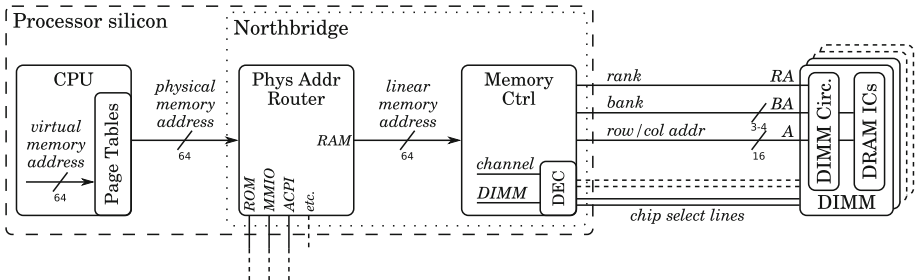 Processor silicon
Northbridge
CPU
virtual
memory
address
64
Page Tables
physical
memory
address
64
Phys Addr
Router
RAM
ROM
MMIO
ACPI
etc.
linear
memory
address
64
Memory
Ctrl
channel
DIMM
DEC
rank
RA
bank
BA
3-4
row/col addr
A
16
chip select lines
DIMM Circ.
DRAM ICs
DIMM